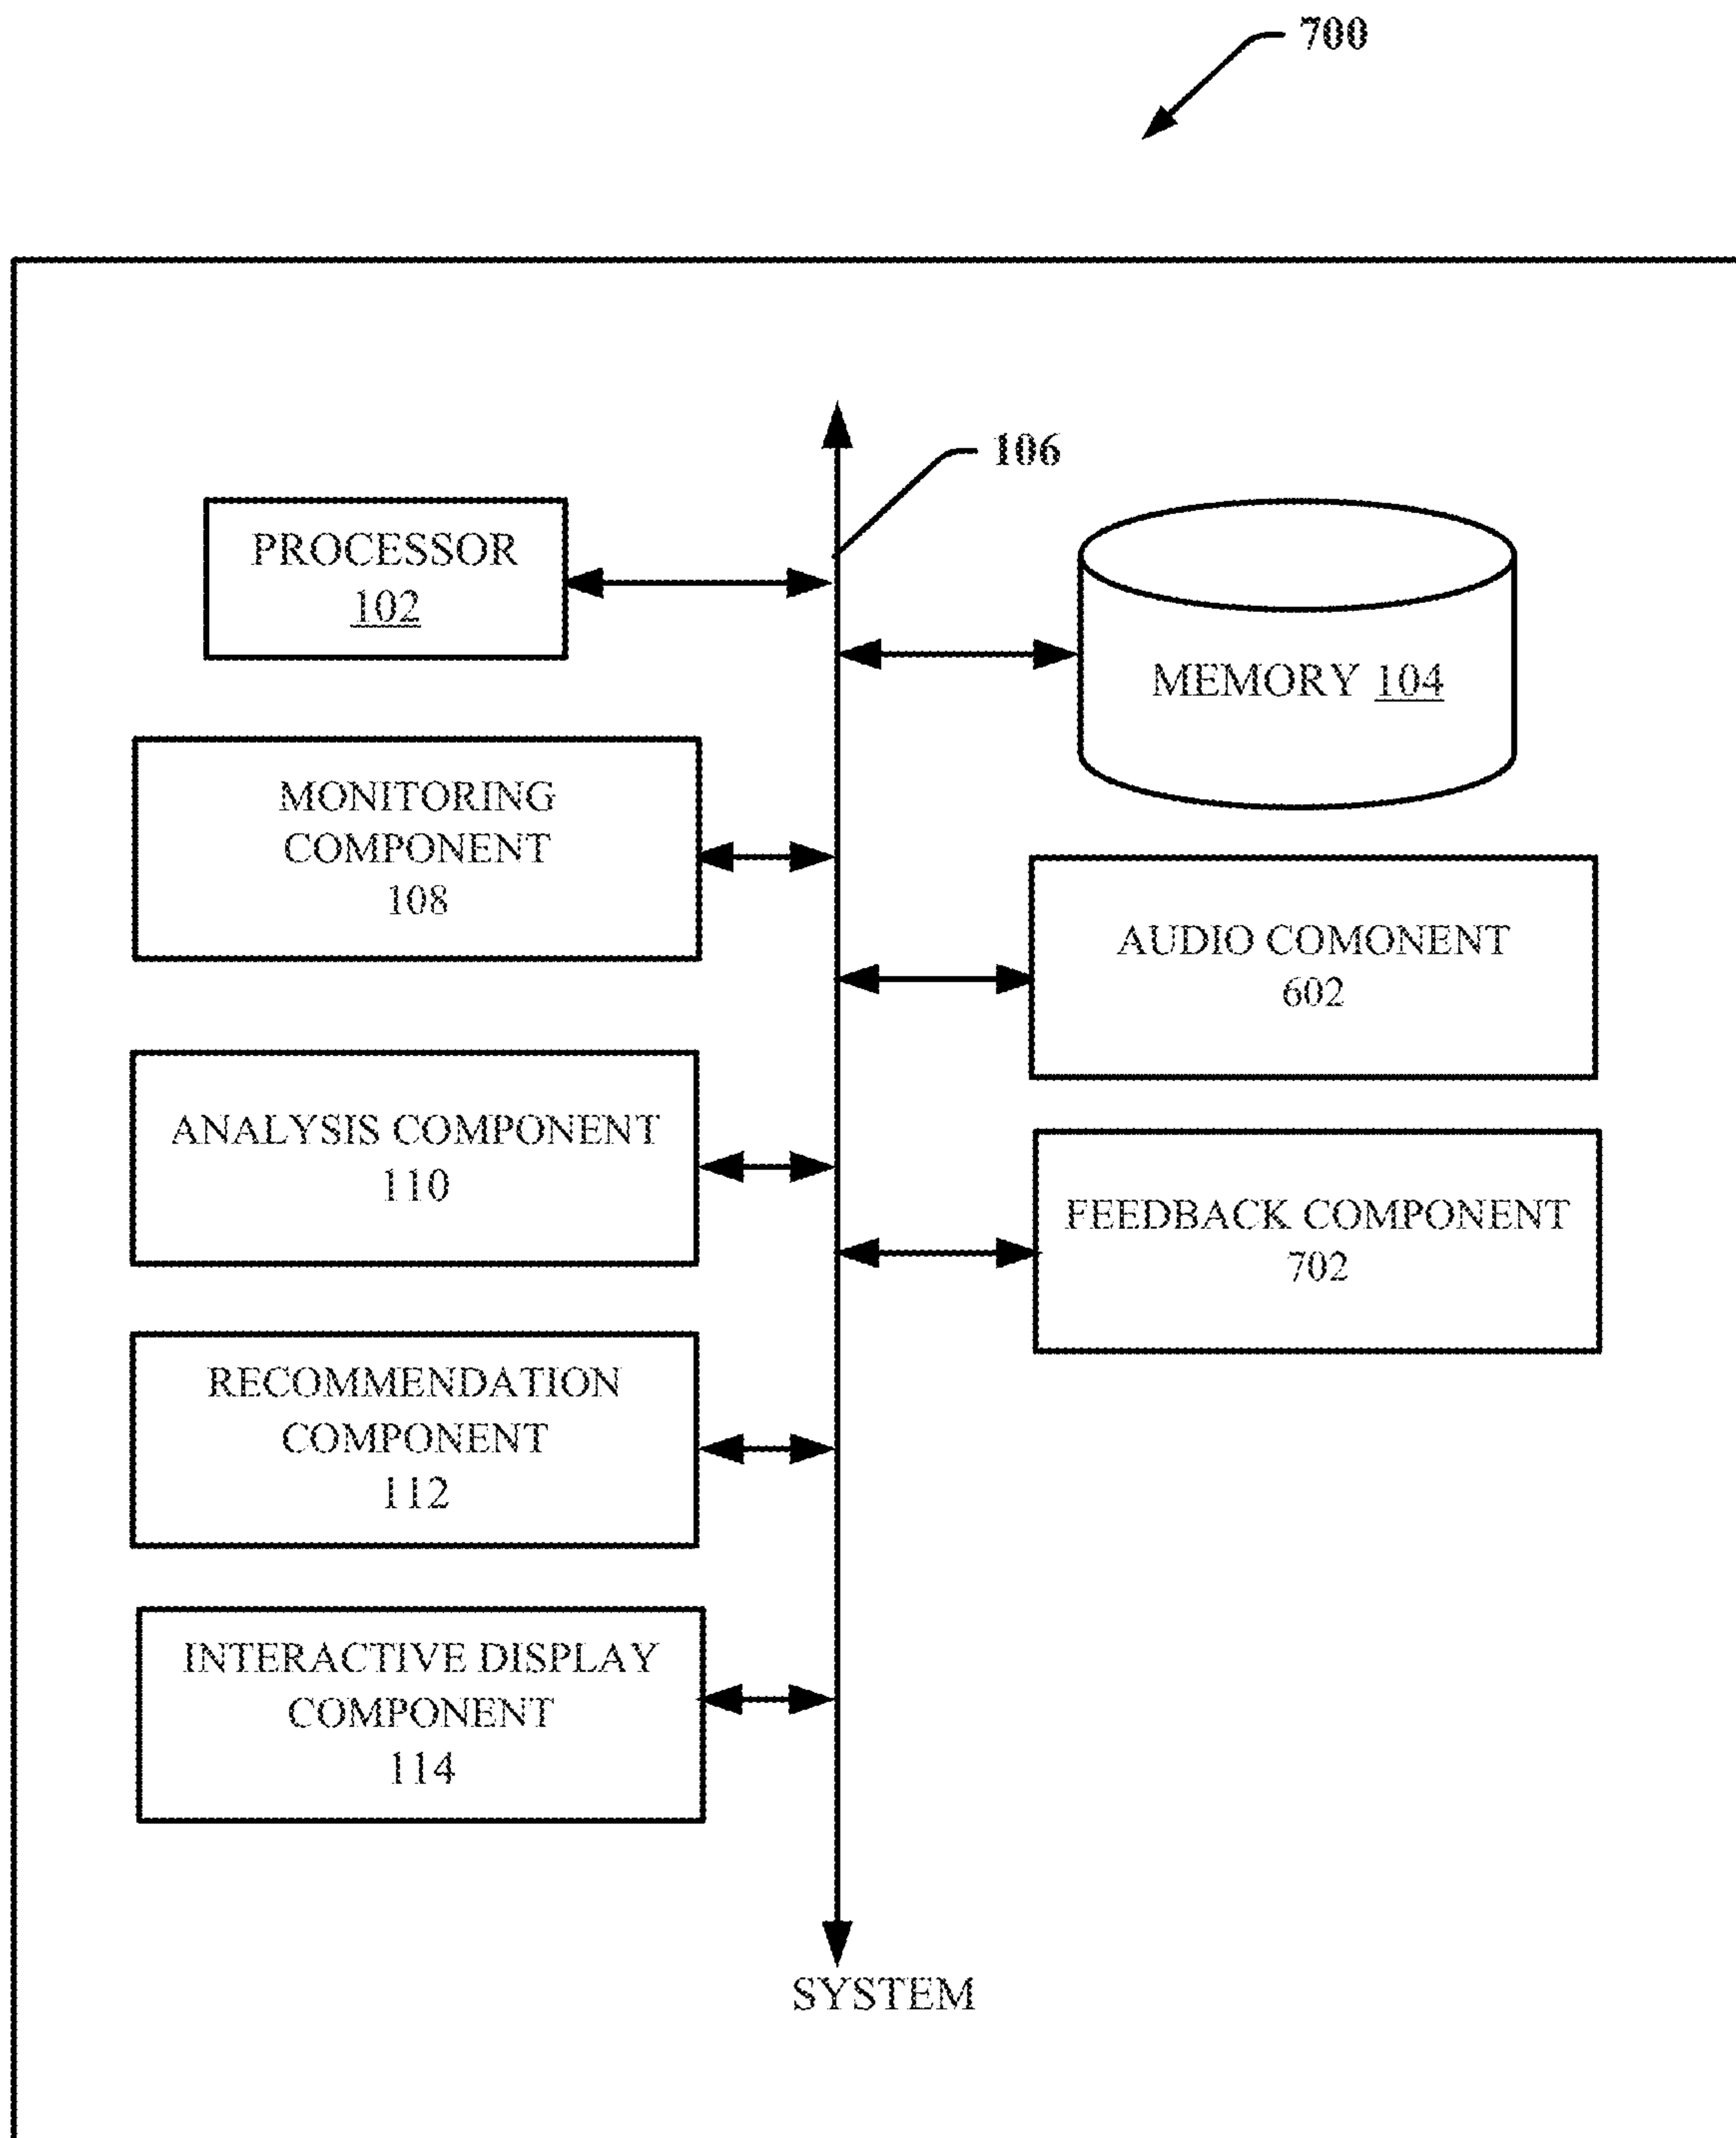 700
106
PROCESSOR
102
MEMORY 104
MONITORING
COMPONENT
108
AUDIO COMONENT
602
ANALYSIS COMPONENT
110
FEEDBACK COMPONENT
702
RECOMMENDATION
COMPONENT
112
INTERACTIVE DISPLAY
COMPONENT
114
SYSTEM